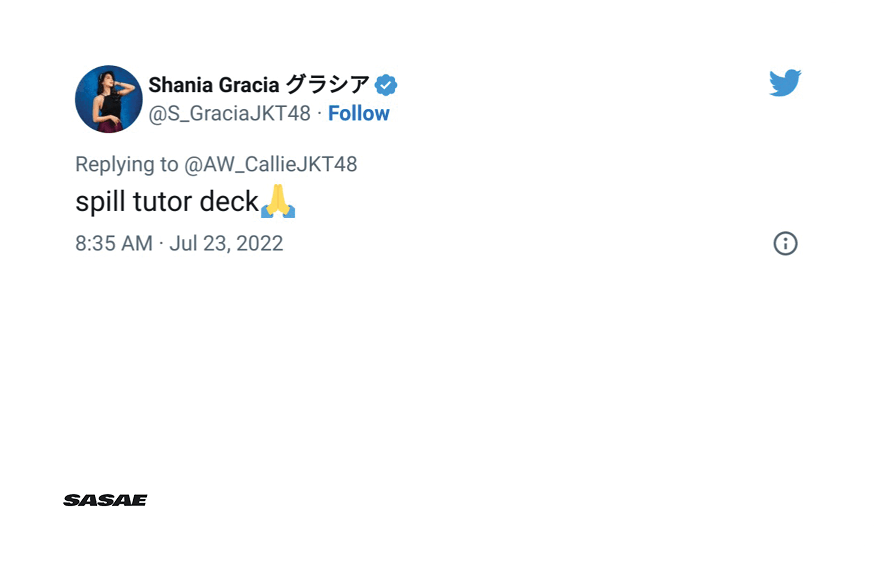 Shania Gracia グラシア
@S_GraciaJKT48 · Follow
Replying to @AW_CallieJKT48
spill tutor deck🙏
8:35 AM · Jul 23, 2022
SASAE